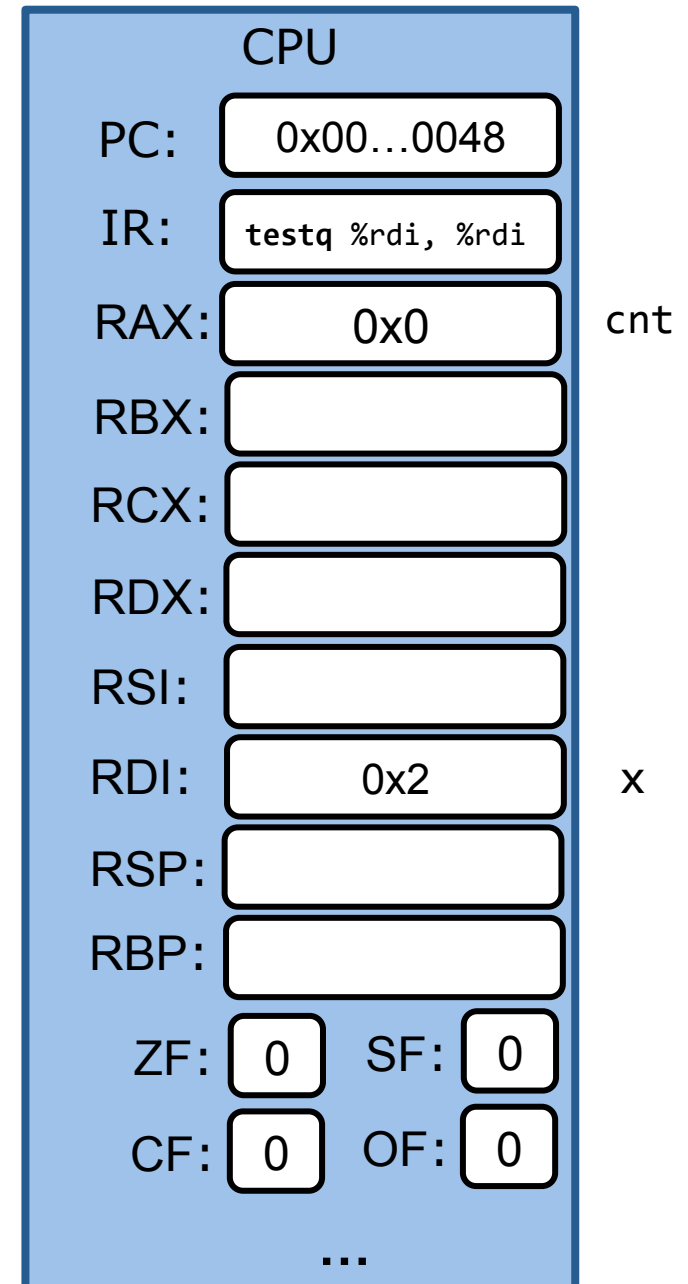 CPU
PC: 0x00...0048
IR: testq %rdi, %rdi
RAX: 0x0 cnt
RBX:
RCX:
RDX:
RSI:
RDI: 0x2 x
RSP:
RBP:
ZF: 0 SF: 0
CF: 0 OF: 0
...